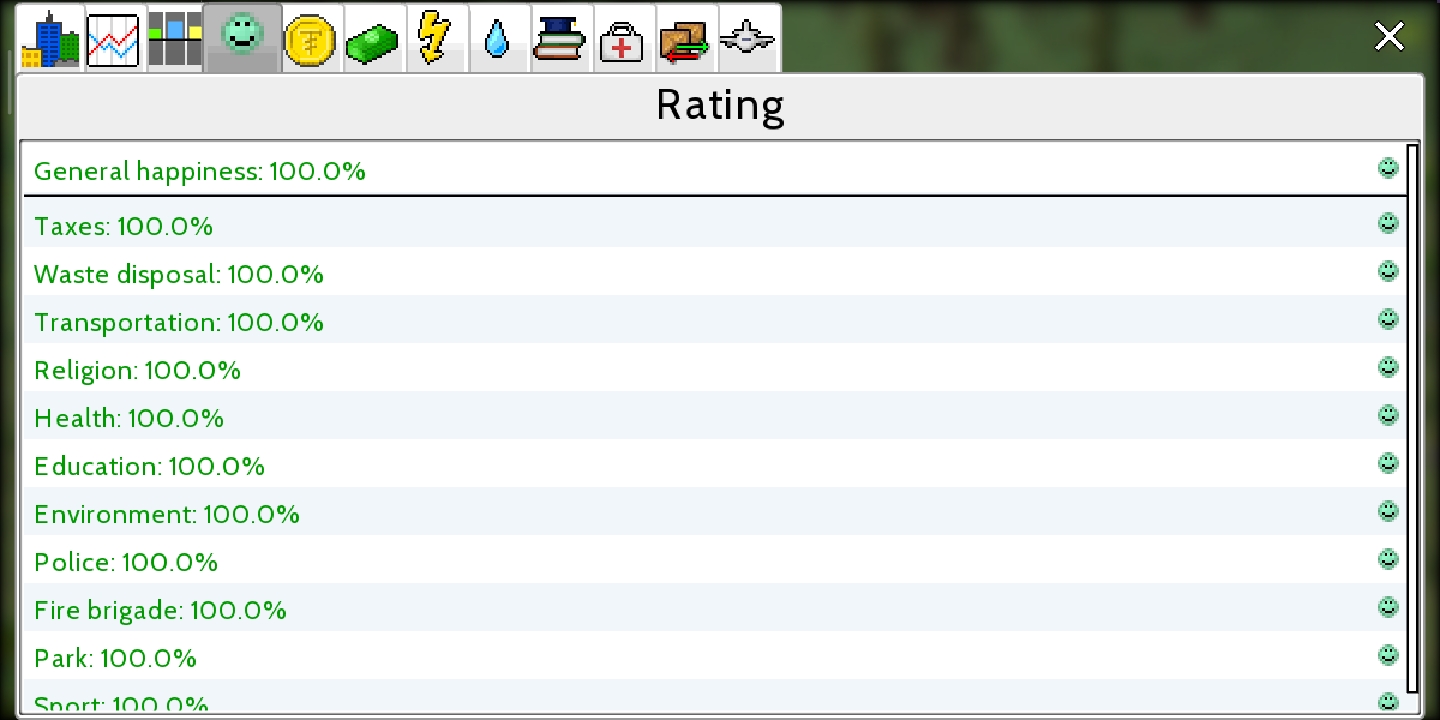 Rating
General happiness: 100.0%
Taxes: 100.0%
Waste disposal: 100.0%
Transportation: 100.0%
Religion: 100.0%
Health: 100.0%
Education: 100.0%
Environment: 100.0%
Police: 100.0%
Fire brigade: 100.0%
Park: 100.0%
Sport: 100.0%